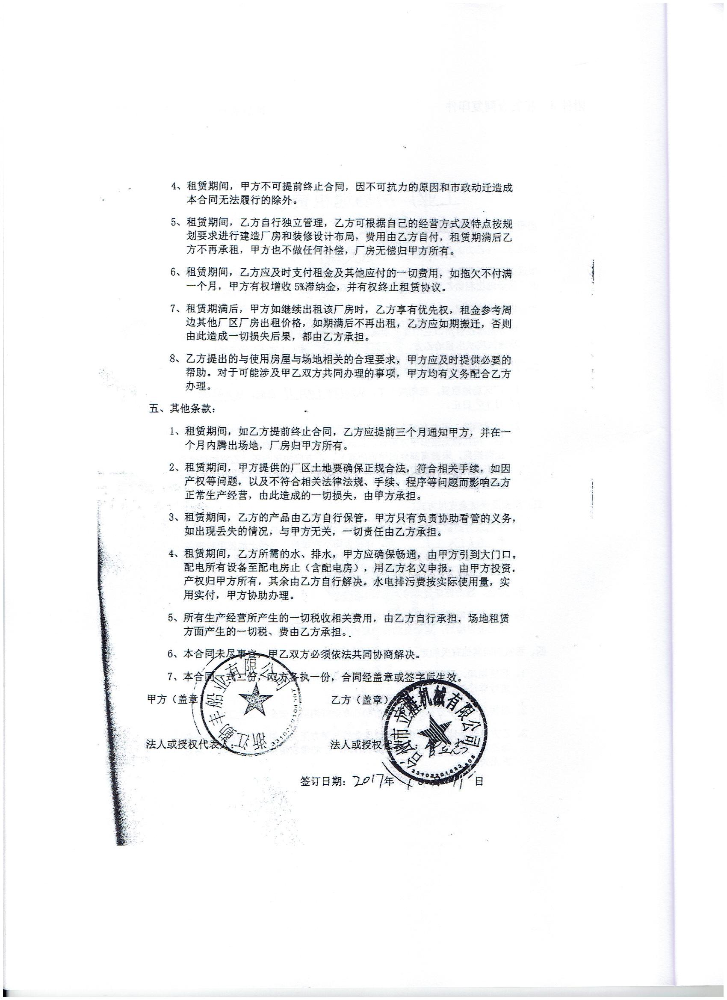 4、租赁期间，甲方不可提前终止合同，因不可抗力的原因和市政动迁造成
本合同无法履行的除外。
5、租赁期间，乙方自行独立管理，乙方可根据自己的经营方式及特点按规
划要求进行建造厂房和装修设计布局，费用由乙方自付，租赁期满后乙
方不再承租，甲方也不做任何补偿，厂房无偿归甲方所有。
6、租赁期间，乙方应及时支付租金及其他应付的一切费用，如拖欠不付满
一个月，甲方有权增收5%滞纳金，并有权终止租赁协议。
7、租赁期满后，甲方如继续出租该厂房时，乙方享有优先权，租金参考周
边其他厂区厂房出租价格，如期满后不再出租，乙方应如期搬迁，否则
由此造成一切损失后果，都由乙方承担。
8、乙方提出的与使用房屋与场地相关的合理要求，甲方应及时提供必要的
帮助。对于可能涉及甲乙双方共同办理的事项，甲方均有义务配合乙方
办理。
五、其他条款：
1、租赁期间，如乙方提前终止合同，乙方应提前三个月通知甲方，并在一
个月内腾出场地，厂房归甲方所有。
2、租赁期间，甲方提供的厂区土地要确保正规合法，符合相关手续，如因
产权等问题，以及不符合相关法律法规、手续、程序等问题而影响乙方
正常生产经营，由此造成的一切损失，由甲方承担。
3、租赁期间，乙方的产品由乙方自行保管，甲方只有负责协助看管的义务，
如出现丢失的情况，与甲方无关，一切责任由乙方承担。
4、租赁期间，乙方所需的水、排水，甲方应确保畅通，由甲方引到大门口。
配电所有设备至配电房止（含配电房），用乙方名义申报，由甲方投资，
产权归甲方所有，其余由乙方自行解决。水电排污费按实际使用量，实
用实付，甲方协助办理。
5、所有生产经营所产生的一切税收相关费用，由乙方自行承担，场地租赁
方面产生的一切税、费由乙方承担。
6、本合同未尽事宜，甲乙双方必须依法共同协商解决。
7、本合同一式二份，双方各执一份，合同经盖章或签字后生效。
甲方（盖章） 乙方（盖章）
浙江勤丰船业有限公司
市立雄机械有限公司
法人或授权代表人： 法人或授权代表
签订日期：2017年 11日